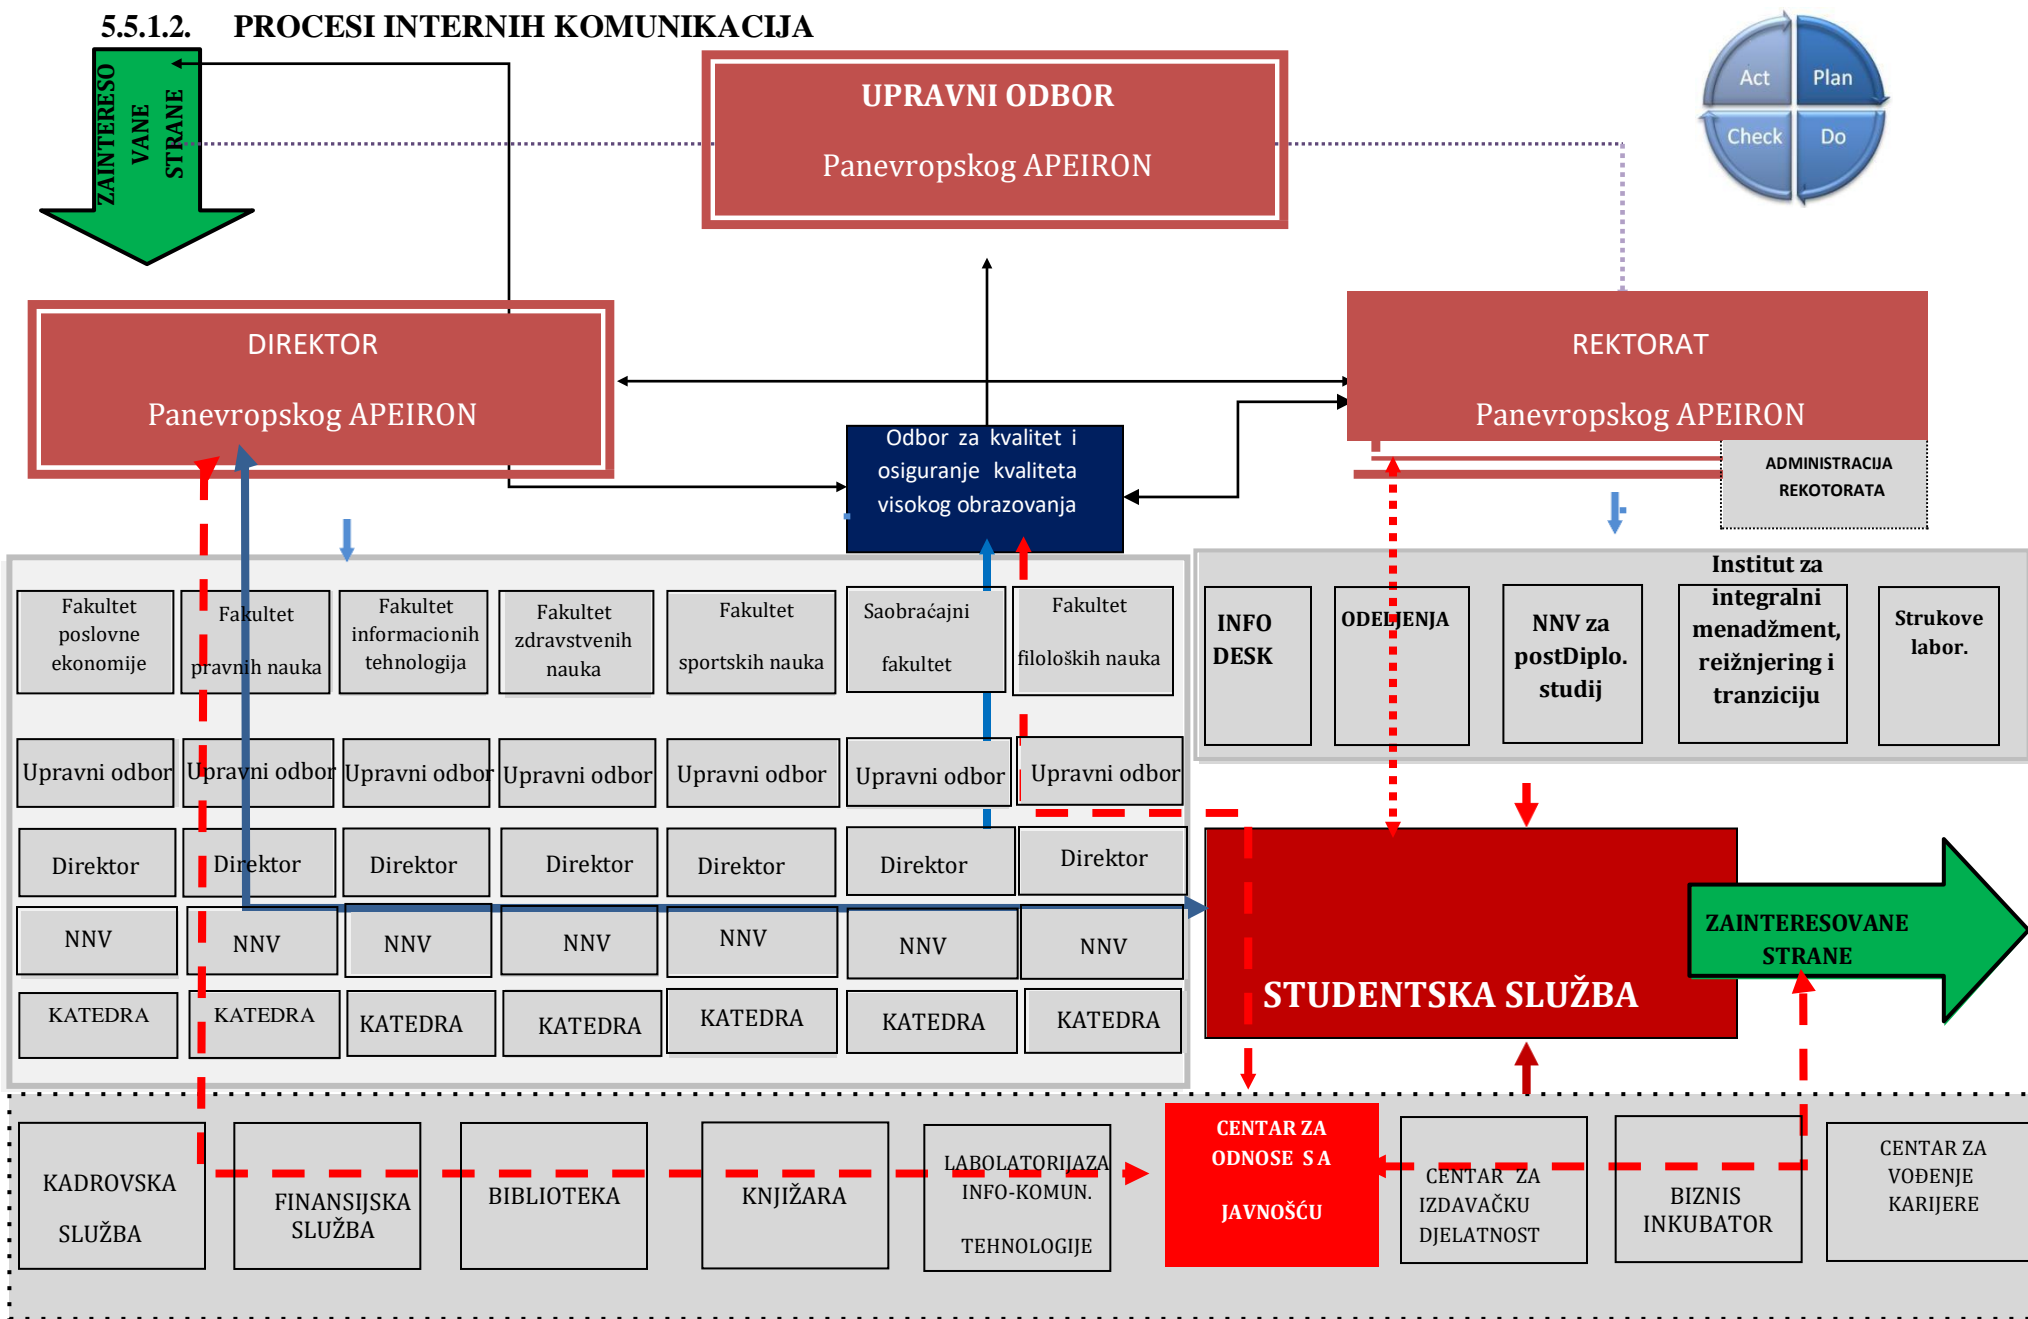 5.5.1.2. PROCESI INTERNIH KOMUNIKACIJA
ZAINTERESO
VANE
STRANE
UPRAVNI ODBOR
Panevropskog APEIRON
Act
Plan
Check
Do
DIREKTOR
Panevropskog APEIRON
REKTORAT
Panevropskog APEIRON
Odbor za kvalitet i
osiguranje kvaliteta
visokog obrazovanja
ADMINISTRACIJA
REKOTORATA
Fakultet
poslovne
ekonomije
Fakultet
pravnih nauka
Fakultet
informacionih
tehnologija
Fakultet
zdravstvenih
nauka
Fakultet
sportskih nauka
Saobraćajni
fakultet
Fakultet
filoloških nauka
INFO
DESK
ODELJENJA
NNV za
postDiplo.
studij
Institut za
integralni
menadžment,
reižnjering i
tranziciju
Strukove
labor.
Upravni odbor
Upravni odbor
Upravni odbor
Upravni odbor
Upravni odbor
Upravni odbor
Upravni odbor
Direktor
Direktor
Direktor
Direktor
Direktor
Direktor
Direktor
NNV
NNV
NNV
NNV
NNV
NNV
NNV
KATEDRA
KATEDRA
KATEDRA
KATEDRA
KATEDRA
KATEDRA
KATEDRA
STUDENTSKA SLUŽBA
ZAINTERESOVANE
STRANE
KADROVSKA
SLUŽBA
FINANSIJSKA
SLUŽBA
BIBLIOTEKA
KNJIŽARA
LABOLATORIJAZA
INFO-KOMUN.
TEHNOLOGIJE
CENTAR ZA
ODNOSE S A
JAVNOŠĆU
CENTAR ZA
IZDAVAČKU
DJELATNOST
BIZNIS
INKUBATOR
CENTAR ZA
VOĐENJE
KARIJERE